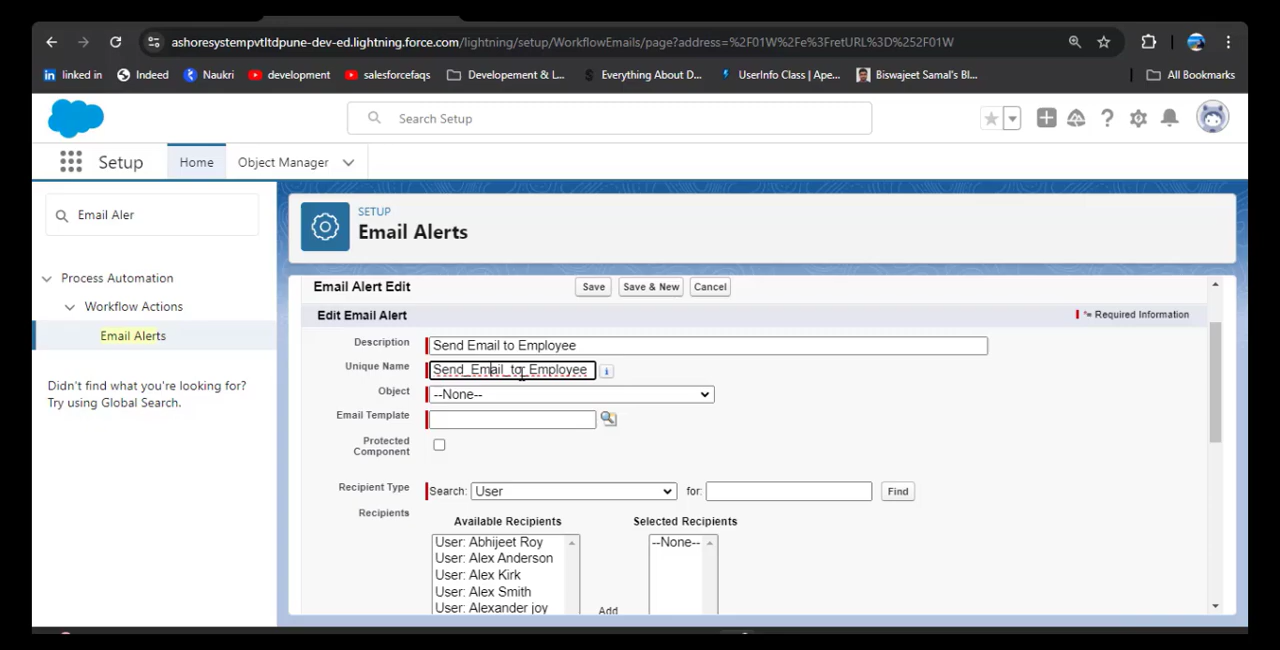 ashoresystempvtltdpune-dev-ed.lightning.force.com/lightning/setup/WorkflowEmails/page?address=%2F01W%2Fe%3FretURL%3D%252F01W
linked in Indeed Naukri development salesforcefaqs Developement & L... Everything About D... UserInfo Class | Ape... Biswajeet Samal's Bl... All Bookmarks
Search Setup
Setup Home Object Manager
Email Aler
SETUP
Email Alerts
Process Automation
Workflow Actions
Email Alerts
Didn't find what you're looking for?
Try using Global Search.
Email Alert Edit Save Save & New Cancel
Edit Email Alert = Required Information
Description Send Email to Employee
Unique Name Send_Email_to_Employee i
Object --None--
Email Template
Protected
Component
Recipient Type Search: User for: Find
Recipients
Available Recipients Selected Recipients
User: Abhijeet Roy --None--
User: Alex Anderson
User: Alex Kirk
User: Alex Smith
User: Alexander joy Add